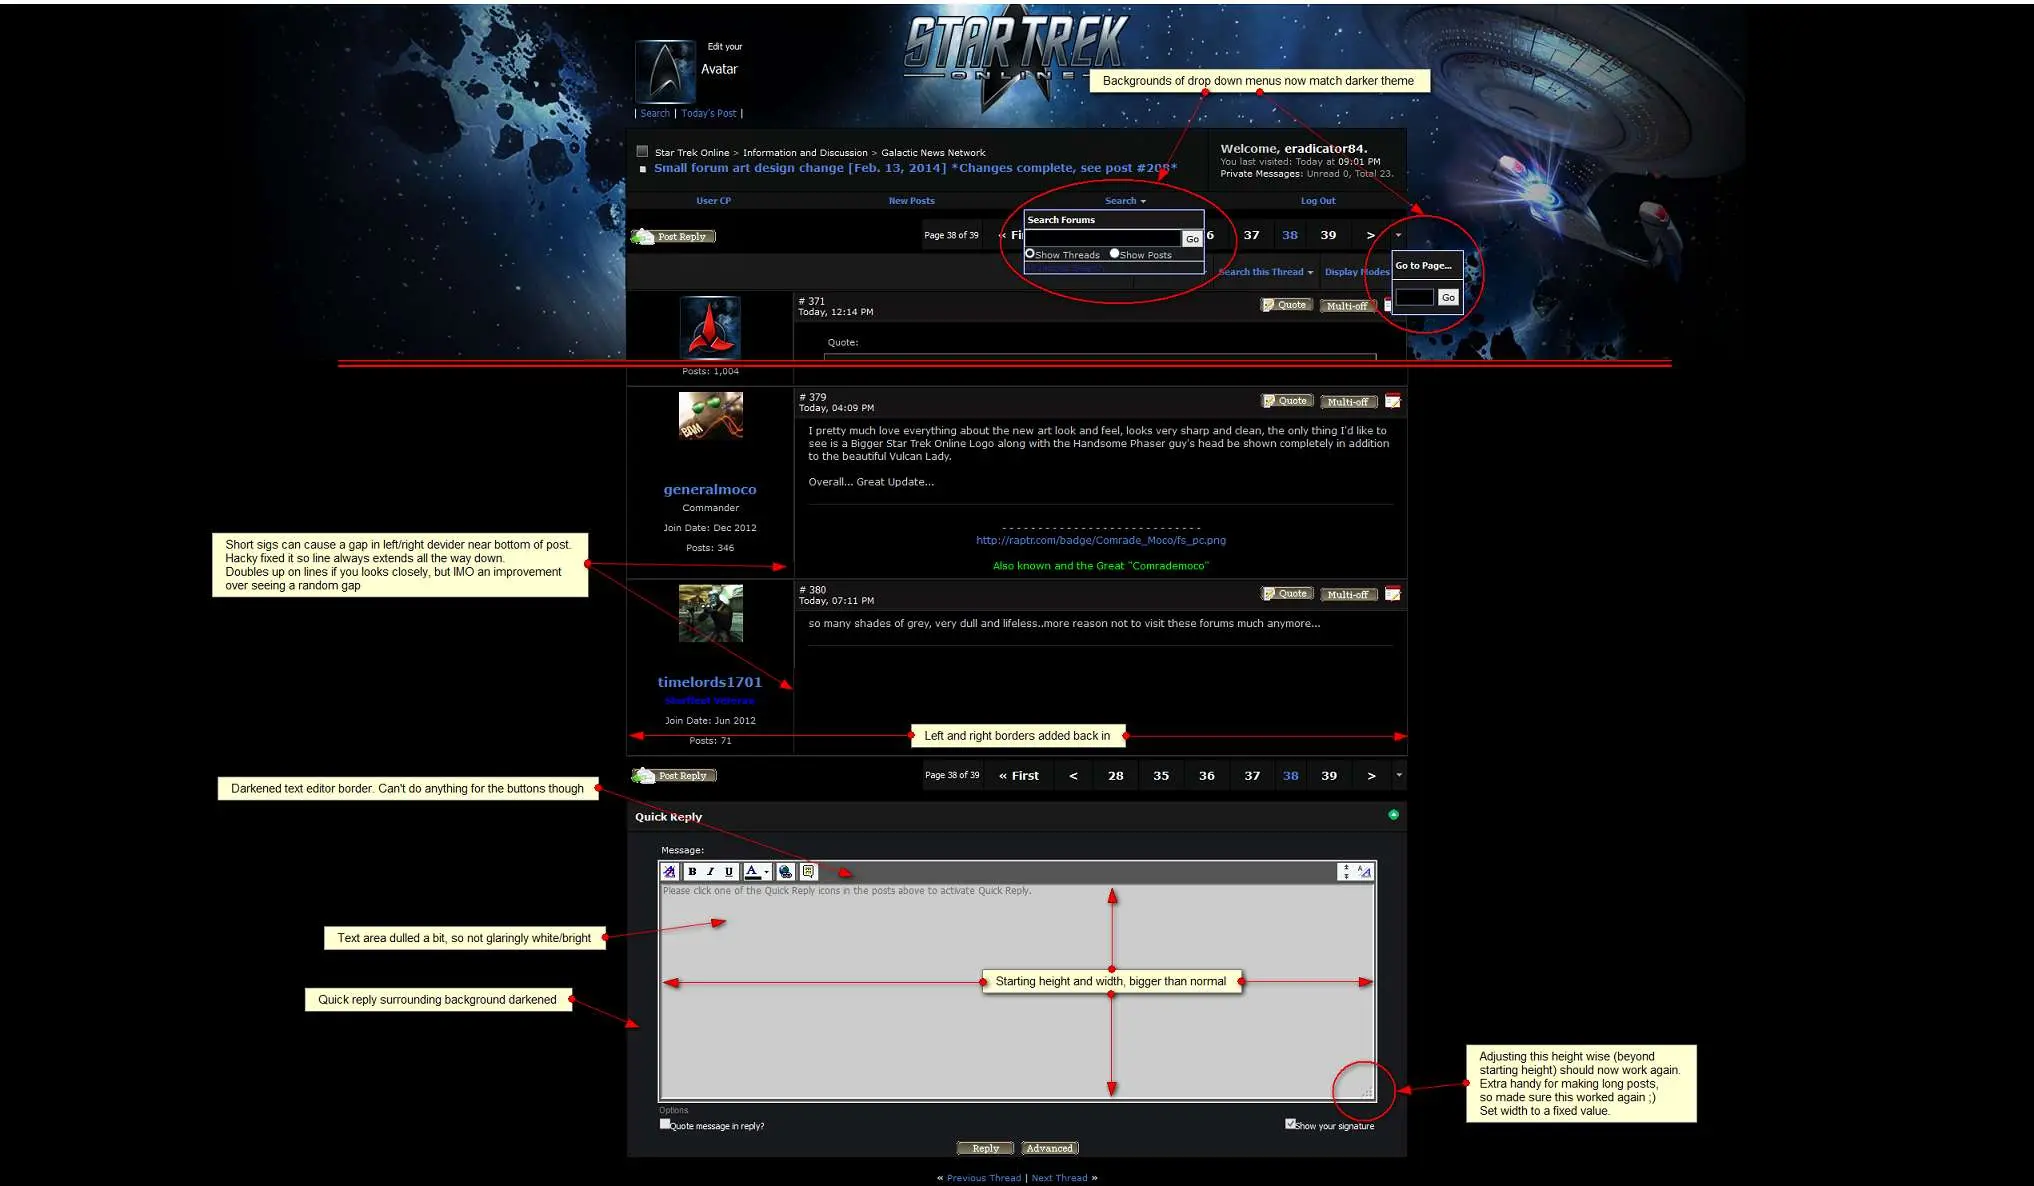 STAR TREK
ONLINE
Edit your
Avatar
| Search | Today's Post |
Backgrounds of drop down menus now match darker theme
Star Trek Online > Information and Discussion > Galactic News Network
Small forum art design change [Feb. 13, 2014] *Changes complete, see post #208*
Welcome, eradicator84.
You last visited: Today at 09:01 PM
Private Messages: Unread 0, Total 23.
User CP
New Posts
Search
Log Out
Post Reply
Page 38 of 39
« Fi
6
37
38
39
>
Search Forums
Go
Show Threads
Show Posts
Search this Thread
Display Modes
Go to Page...
Go
# 371
Today, 12:14 PM
Quote
Multi-off
Quote:
Posts: 1,004
# 379
Today, 04:09 PM
Quote
Multi-off
BAM
I pretty much love everything about the new art look and feel, looks very sharp and clean, the only thing I'd like to
see is a Bigger Star Trek Online Logo along with the Handsome Phaser guy's head be shown completely in addition
to the beautiful Vulcan Lady.
Overall... Great Update...
generalmoco
Commander
Join Date: Dec 2012
Posts: 346
- - - - - - - - - - - - - - - - - - - - - - - - - - - -
http://raptr.com/badge/Comrade_Moco/fs_pc.png
Also known and the Great "Comrademoco"
Short sigs can cause a gap in left/right devider near bottom of post.
Hacky fixed it so line always extends all the way down.
Doubles up on lines if you looks closely, but IMO an improvement
over seeing a random gap
# 380
Today, 07:11 PM
Quote
Multi-off
so many shades of grey, very dull and lifeless..more reason not to visit these forums much anymore...
timelords1701
Starfleet Veteran
Join Date: Jun 2012
Posts: 71
Left and right borders added back in
Post Reply
Page 38 of 39
« First
<
28
35
36
37
38
39
>
Darkened text editor border. Can't do anything for the buttons though
Quick Reply
Message:
B I U A
Please click one of the Quick Reply icons in the posts above to activate Quick Reply.
Text area dulled a bit, so not glaringly white/bright
Starting height and width, bigger than normal
Quick reply surrounding background darkened
Adjusting this height wise (beyond
starting height) should now work again.
Extra handy for making long posts,
so made sure this worked again ;)
Set width to a fixed value.
Options
Quote message in reply?
Show your signature
Reply
Advanced
« Previous Thread | Next Thread »